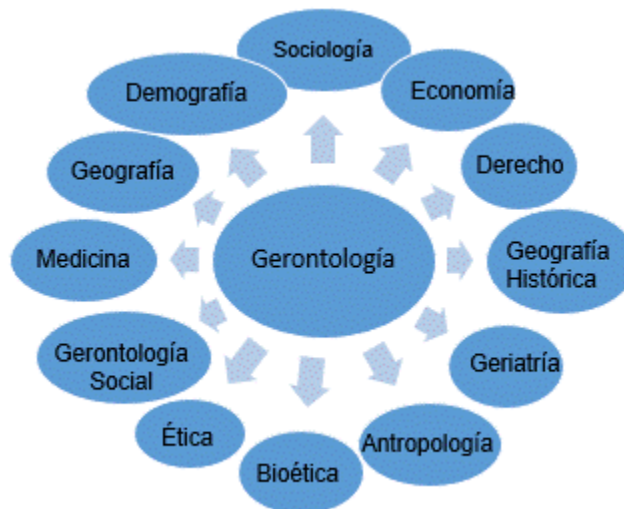 Sociología
Demografía
Economía
Geografía
Derecho
Medicina
Gerontología
Geografía
Histórica
Gerontología
Social
Geriatría
Ética
Antropología
Bioética